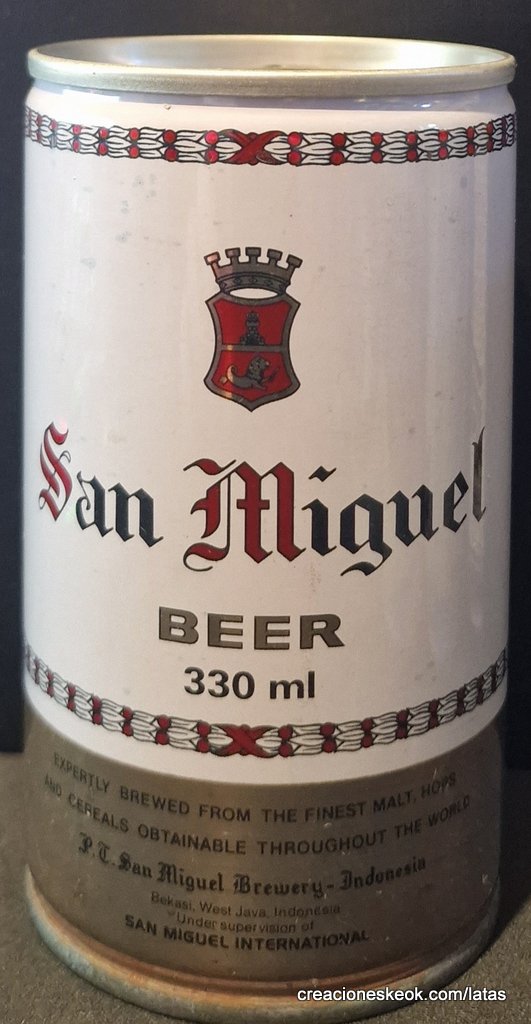 San Miguel
BEER
330 ml
EXPERTLY BREWED FROM THE FINEST MALT, HOPS
AND CEREALS OBTAINABLE THROUGHOUT THE WORLD
P.T. San Miguel Brewery - Indonesia
Bekasi, West Java, Indonesia
Under supervision of
SAN MIGUEL INTERNATIONAL
creacioneskeok.com/latas